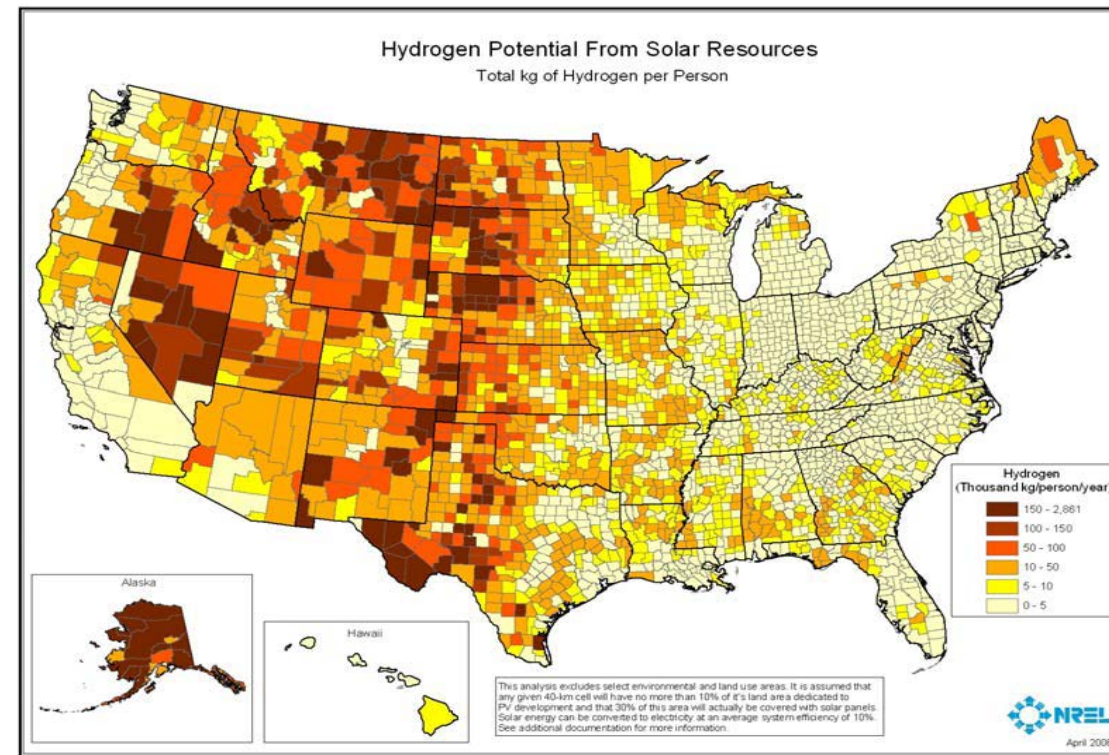 Hydrogen Potential From Solar Resources
Total kg of Hydrogen per Person
Hydrogen
(Thousand kg/person/year)
150 - 2,861
100 - 150
50 - 100
10 - 50
5 - 10
0 - 5
Alaska
Hawaii
This analysis excludes select environmental and land use areas. It is assumed that
any given 40-km cell will have no more than 10% of it's land area dedicated to
PV development and that 30% of this area will actually be covered with solar panels.
Solar energy can be converted to electricity at an average system efficiency of 10%.
See additional documentation for more information.
NREL